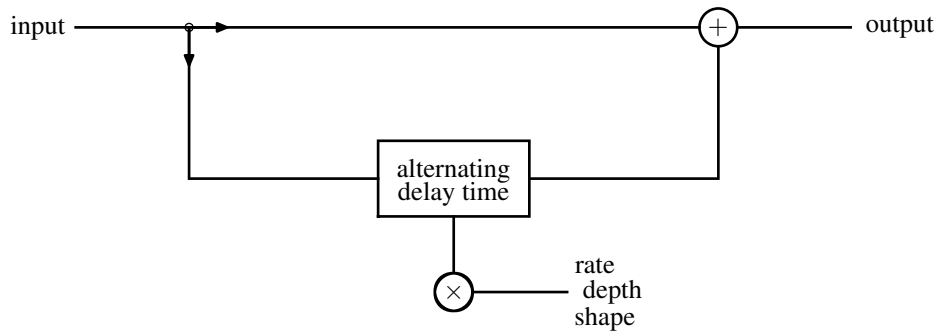 input
+
output
alternating
delay time
×
rate
depth
shape